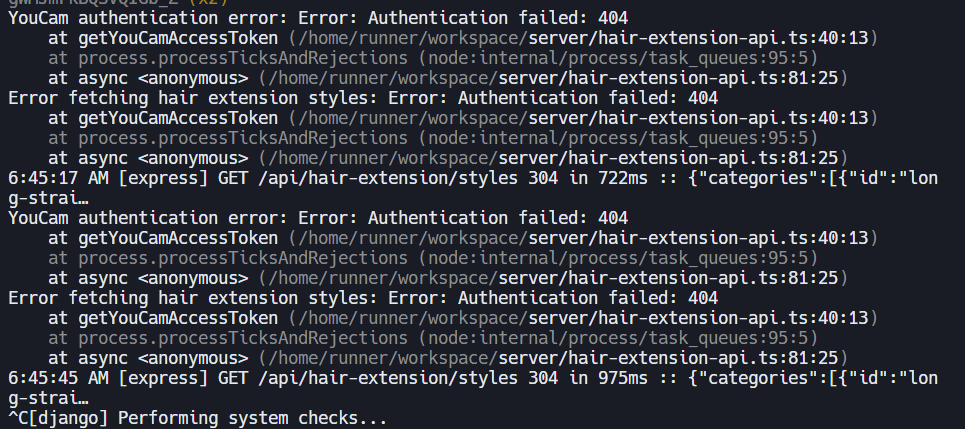 YouCam authentication error: Error: Authentication failed: 404
    at getYouCamAccessToken (/home/runner/workspace/server/hair-extension-api.ts:40:13)
    at process.processTicksAndRejections (node:internal/process/task_queues:95:5)
    at async <anonymous> (/home/runner/workspace/server/hair-extension-api.ts:81:25)
Error fetching hair extension styles: Error: Authentication failed: 404
    at getYouCamAccessToken (/home/runner/workspace/server/hair-extension-api.ts:40:13)
    at process.processTicksAndRejections (node:internal/process/task_queues:95:5)
    at async <anonymous> (/home/runner/workspace/server/hair-extension-api.ts:81:25)
6:45:17 AM [express] GET /api/hair-extension/styles 304 in 722ms :: {"categories":[{"id":"lon
g-strai…
YouCam authentication error: Error: Authentication failed: 404
    at getYouCamAccessToken (/home/runner/workspace/server/hair-extension-api.ts:40:13)
    at process.processTicksAndRejections (node:internal/process/task_queues:95:5)
    at async <anonymous> (/home/runner/workspace/server/hair-extension-api.ts:81:25)
Error fetching hair extension styles: Error: Authentication failed: 404
    at getYouCamAccessToken (/home/runner/workspace/server/hair-extension-api.ts:40:13)
    at process.processTicksAndRejections (node:internal/process/task_queues:95:5)
    at async <anonymous> (/home/runner/workspace/server/hair-extension-api.ts:81:25)
6:45:45 AM [express] GET /api/hair-extension/styles 304 in 975ms :: {"categories":[{"id":"lon
g-strai…
^C[django] Performing system checks...